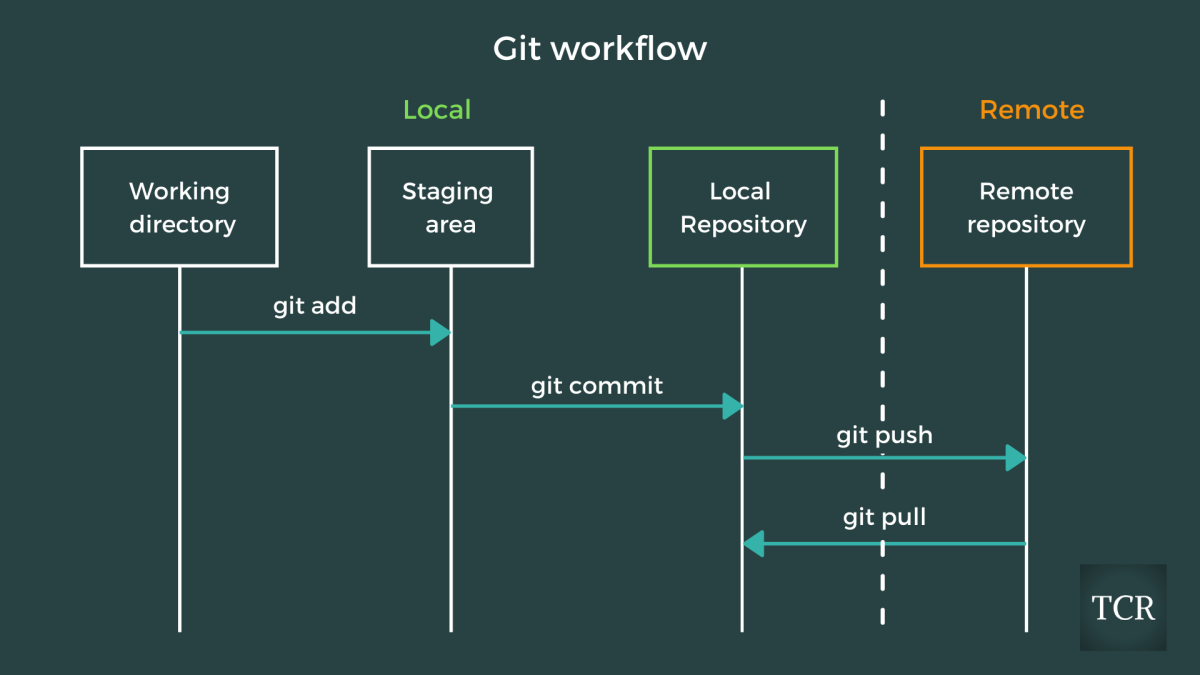 Git workflow
Local
Remote
Working
directory
Staging
area
Local
Repository
Remote
repository
git add
git commit
git push
git pull
TCR